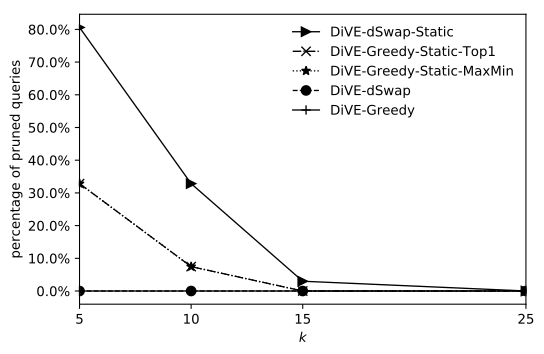 80.0%
70.0%
60.0%
50.0%
40.0%
30.0%
20.0%
10.0%
0.0%
percentage of pruned queries
DiVE-dSwap-Static
DiVE-Greedy-Static-Top1
DiVE-Greedy-Static-MaxMin
DiVE-dSwap
DiVE-Greedy
5 10 15 25
k